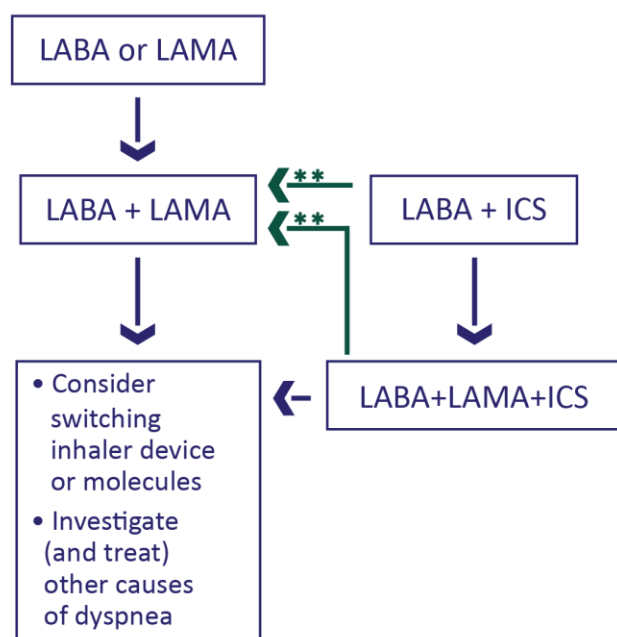 LABA or LAMA
LABA + LAMA
**
**
LABA + ICS
• Consider
switching
inhaler device
or molecules
• Investigate
(and treat)
other causes
of dyspnea
LABA+LAMA+ICS